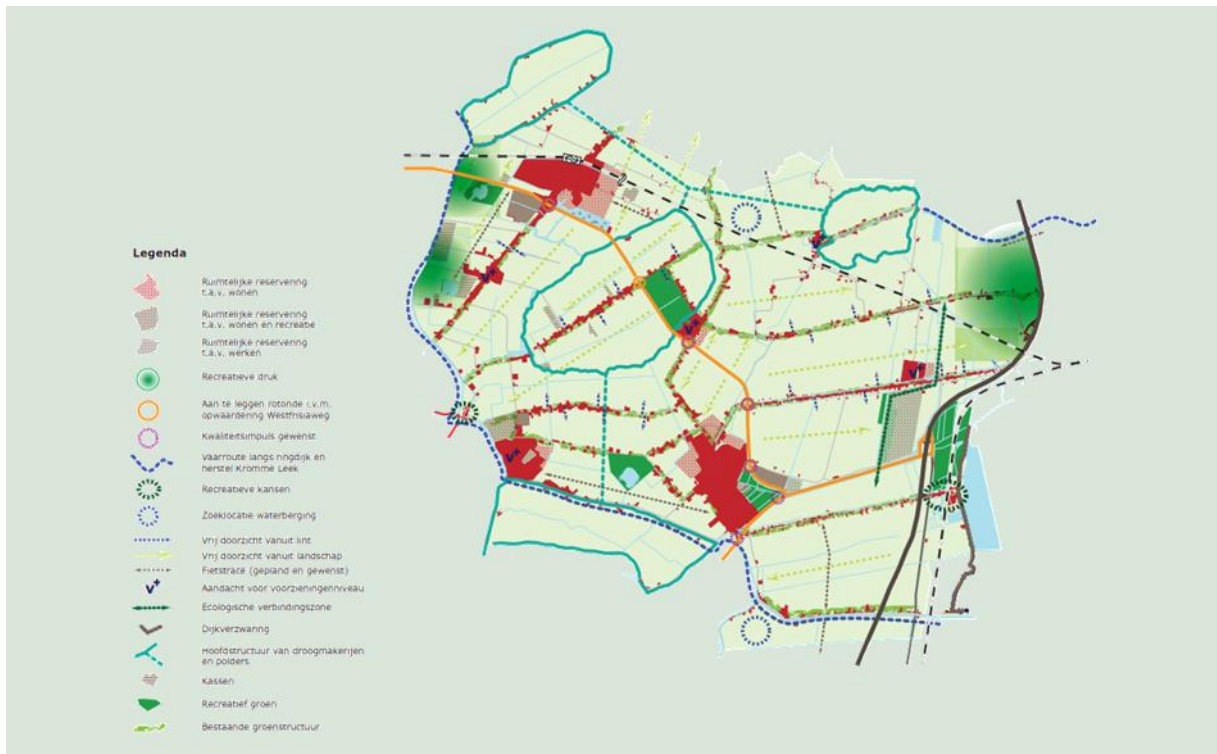 Legenda
Ruimtelijke reservering
t.a.v. wonen
Ruimtelijke reservering
t.a.v. wonen en recreatie
Ruimtelijke reservering
t.a.v. werken
Recreatieve druk
Aan te leggen rotonde i.v.m.
opwaardering Westfrisiaweg
Kwaliteitsimpuls gewenst
Vaarroute langs ringdijk en
herstel Kromme Leek
Recreatieve kansen
Zoeklocatie waterberging
Vrij doorzicht vanuit lint
Vrij doorzicht vanuit landschap
Fietstracé (gepland en gewenst)
v+ Aandacht voor voorzieningenniveau
Ecologische verbindingszone
Dijkverzwaring
Hoofdstructuur van droogmakerijen
en polders
Kassen
Recreatief groen
Bestaande groenstructuur